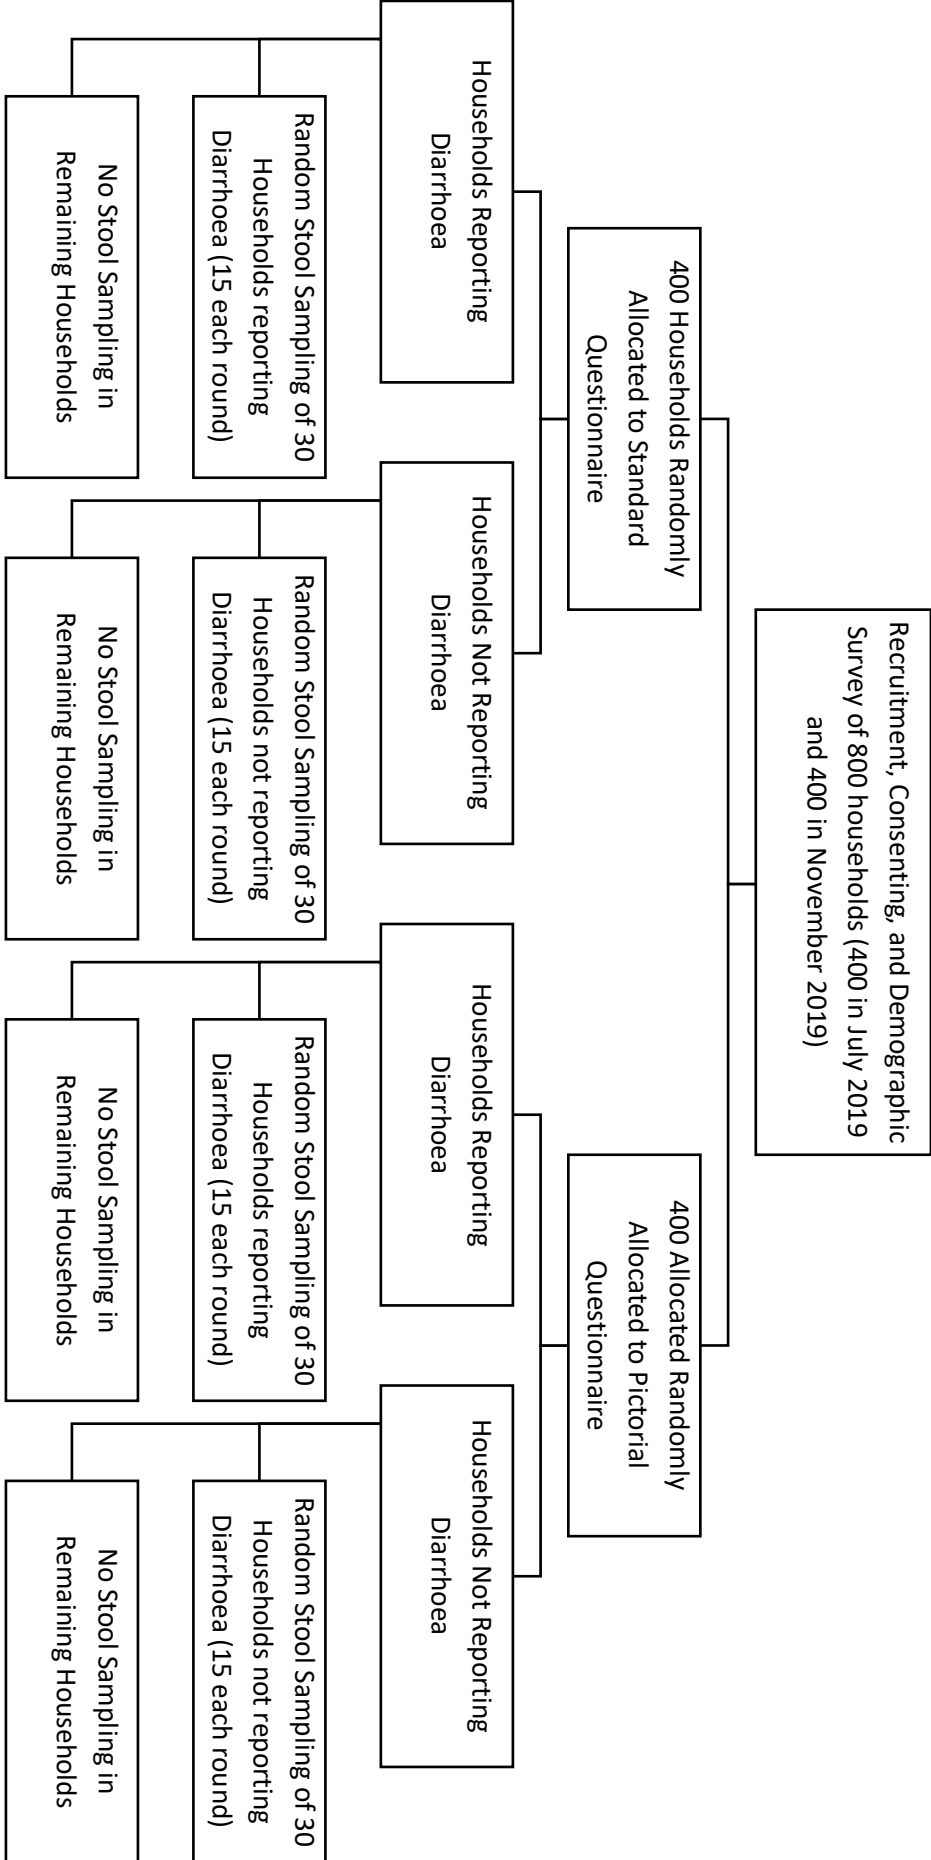 Recruitment, Consenting, and Demographic
Survey of 800 households (400 in July 2019
and 400 in November 2019)
400 Households Randomly
Allocated to Standard
Questionnaire
Households Reporting
Diarrhoea
Random Stool Sampling of 30
Households reporting
Diarrhoea (15 each round)
No Stool Sampling in
Remaining Households
Households Not Reporting
Diarrhoea
Random Stool Sampling of 30
Households not reporting
Diarrhoea (15 each round)
No Stool Sampling in
Remaining Households
400 Allocated Randomly
Allocated to Pictorial
Questionnaire
Households Reporting
Diarrhoea
Random Stool Sampling of 30
Households reporting
Diarrhoea (15 each round)
No Stool Sampling in
Remaining Households
Households Not Reporting
Diarrhoea
Random Stool Sampling of 30
Households not reporting
Diarrhoea (15 each round)
No Stool Sampling in
Remaining Households